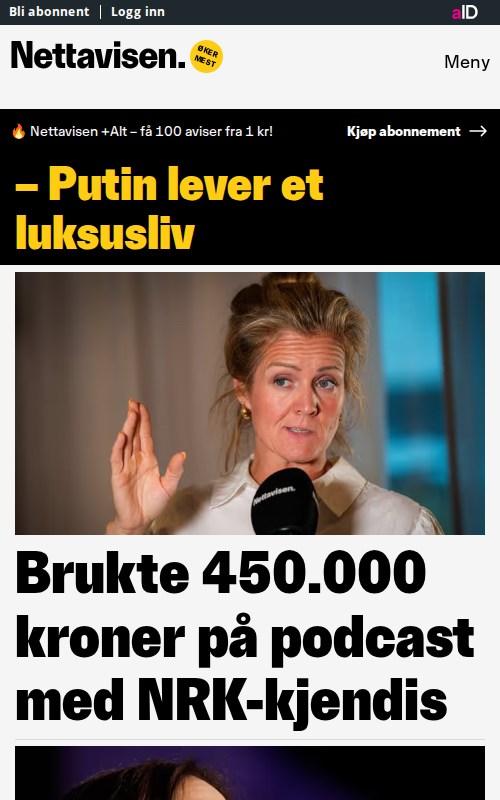 Bli abonnent
Logg inn
aID
Nettavisen.
ØKER
MEST
Meny
🔥 Nettavisen +Alt – få 100 aviser fra 1 kr!
Kjøp abonnement →
– Putin lever et
luksusliv
Nettavisen.
Brukte 450.000
kroner på podcast
med NRK-kjendis